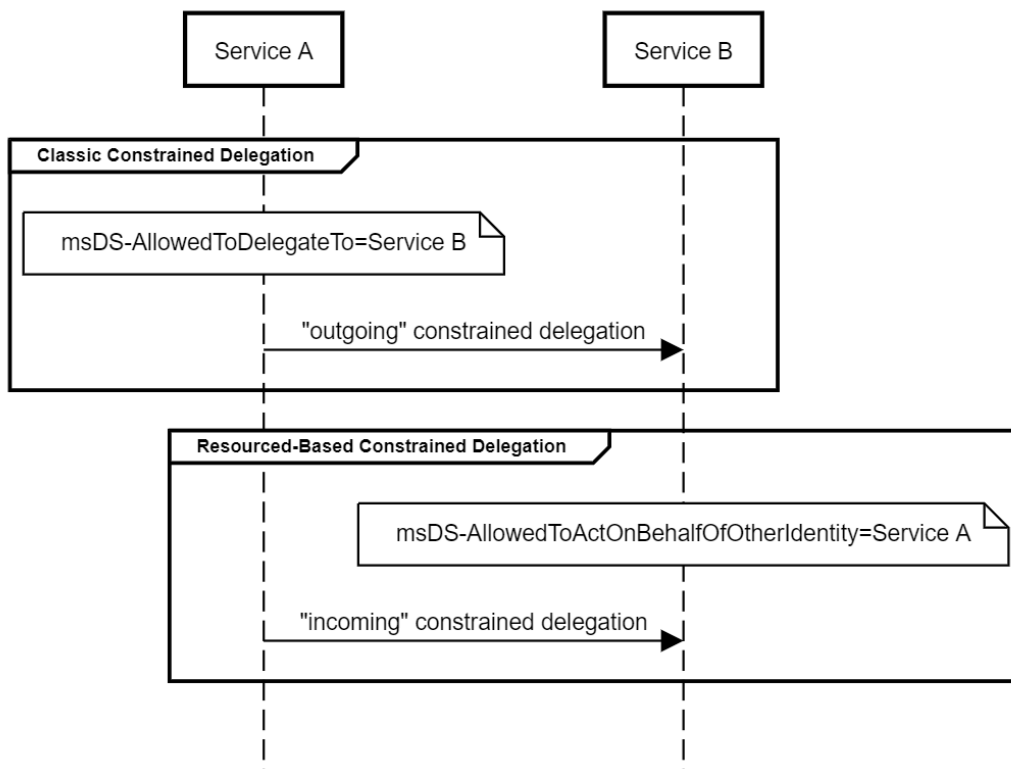 Service A
Service B
Classic Constrained Delegation
msDS-AllowedToDelegateTo=Service B
"outgoing" constrained delegation
Resourced-Based Constrained Delegation
msDS-AllowedToActOnBehalfOfOtherIdentity=Service A
"incoming" constrained delegation